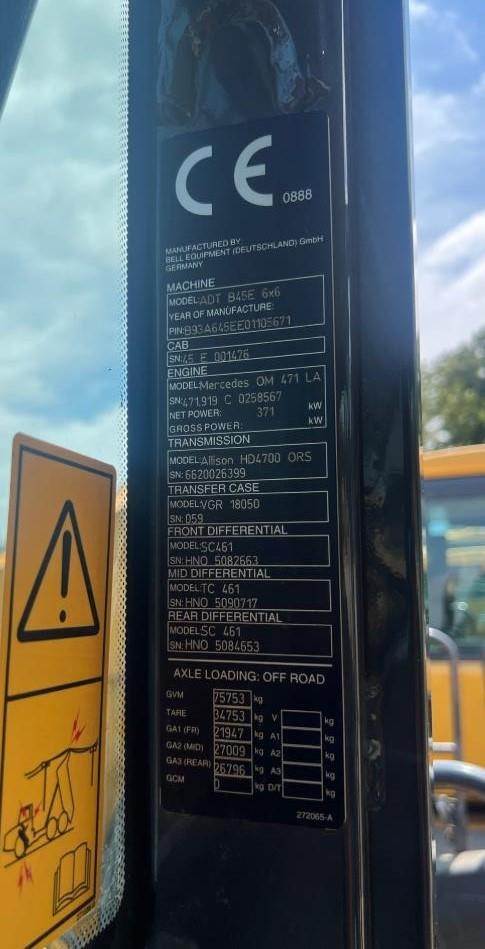 CE 0888
MANUFACTURED BY:
BELL EQUIPMENT (DEUTSCHLAND) GmbH
GERMANY
MACHINE
MODEL:ADT B45E 6x6
YEAR OF MANUFACTURE:
PIN:B93A645EE01105671
CAB
SN:45 E 001476
ENGINE
MODEL:Mercedes OM 471 LA
SN:471.919 C 0258567
NET POWER: 371 kW
GROSS POWER: kW
TRANSMISSION
MODEL:Allison HD4700 ORS
SN:6620026399
TRANSFER CASE
MODEL:VGR 18050
SN:059
FRONT DIFFERENTIAL
MODEL:SC461
SN:HNO 5082663
MID DIFFERENTIAL
MODEL:TC 461
SN:HNO 5090717
REAR DIFFERENTIAL
MODEL:SC 461
SN:HNO 5084653
AXLE LOADING: OFF ROAD
GVM 75753 kg
TARE 34753 kg V kg
GA1 (FR) 21947 kg A1 kg
GA2 (MID) 27009 kg A2 kg
GA3 (REAR) 26796 kg A3 kg
GCM 0 kg D/T kg
272065-A